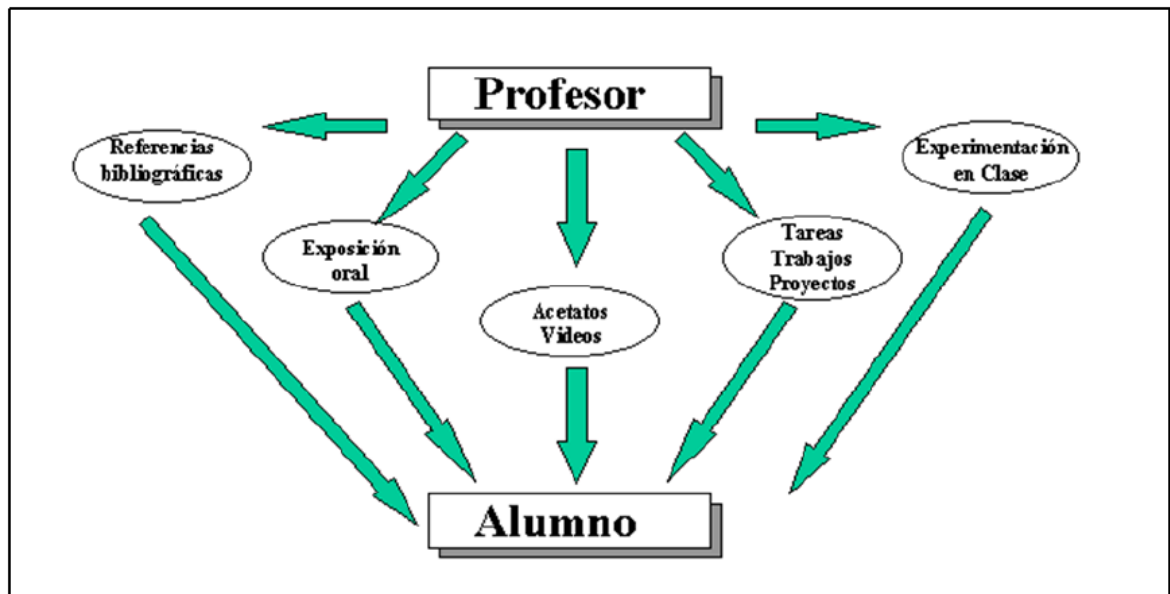 Profesor
Referencias
bibliográficas
Exposición
oral
Acetatos
Videos
Tareas
Trabajos
Proyectos
Experimentación
en Clase
Alumno